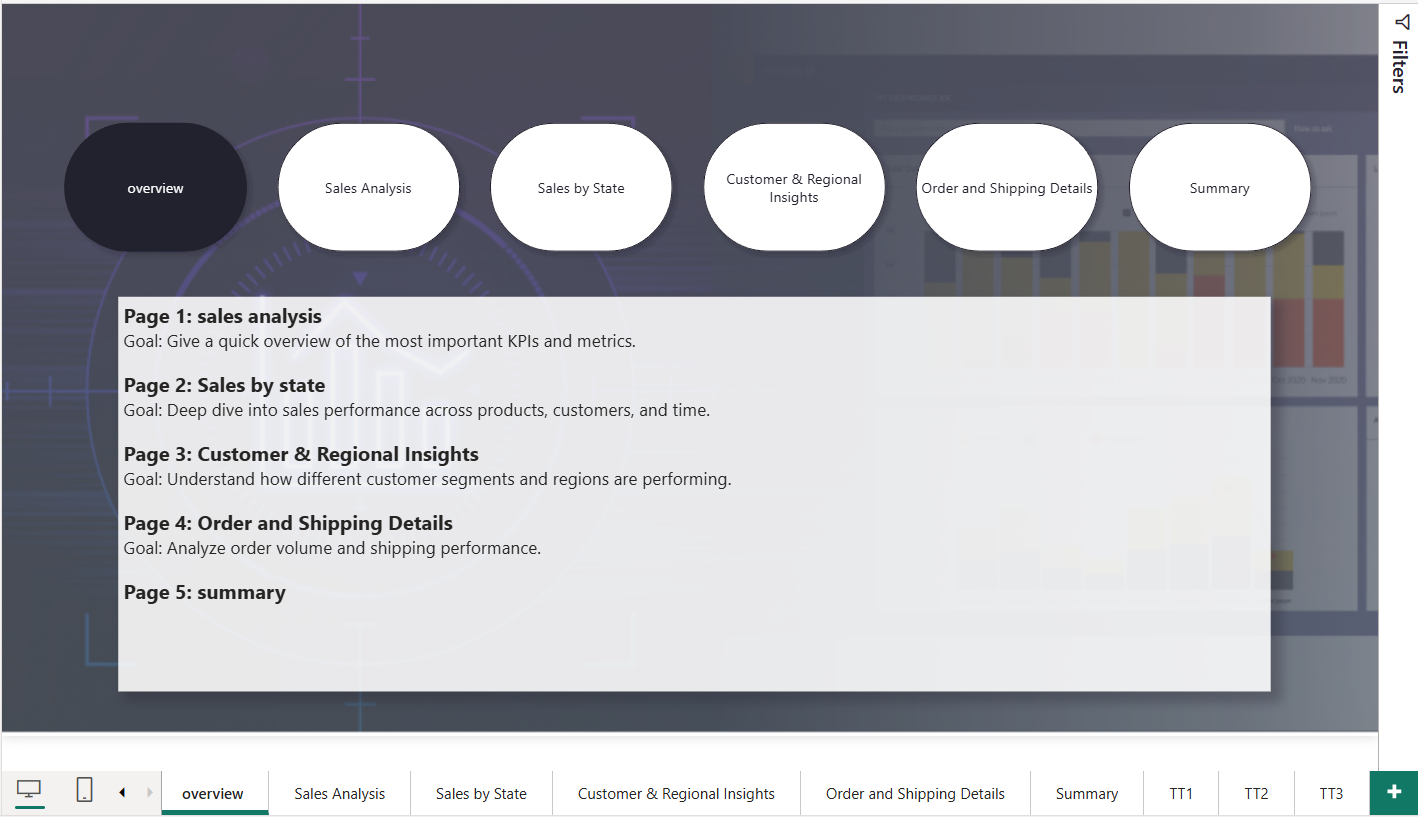 Filters
overview
Sales Analysis
Sales by State
Customer & Regional
Insights
Order and Shipping Details
Summary
Page 1: sales analysis
Goal: Give a quick overview of the most important KPIs and metrics.
Page 2: Sales by state
Goal: Deep dive into sales performance across products, customers, and time.
Page 3: Customer & Regional Insights
Goal: Understand how different customer segments and regions are performing.
Page 4: Order and Shipping Details
Goal: Analyze order volume and shipping performance.
Page 5: summary
Nov 2020
overview
Sales Analysis
Sales by State
Customer & Regional Insights
Order and Shipping Details
Summary
TT1
TT2
TT3